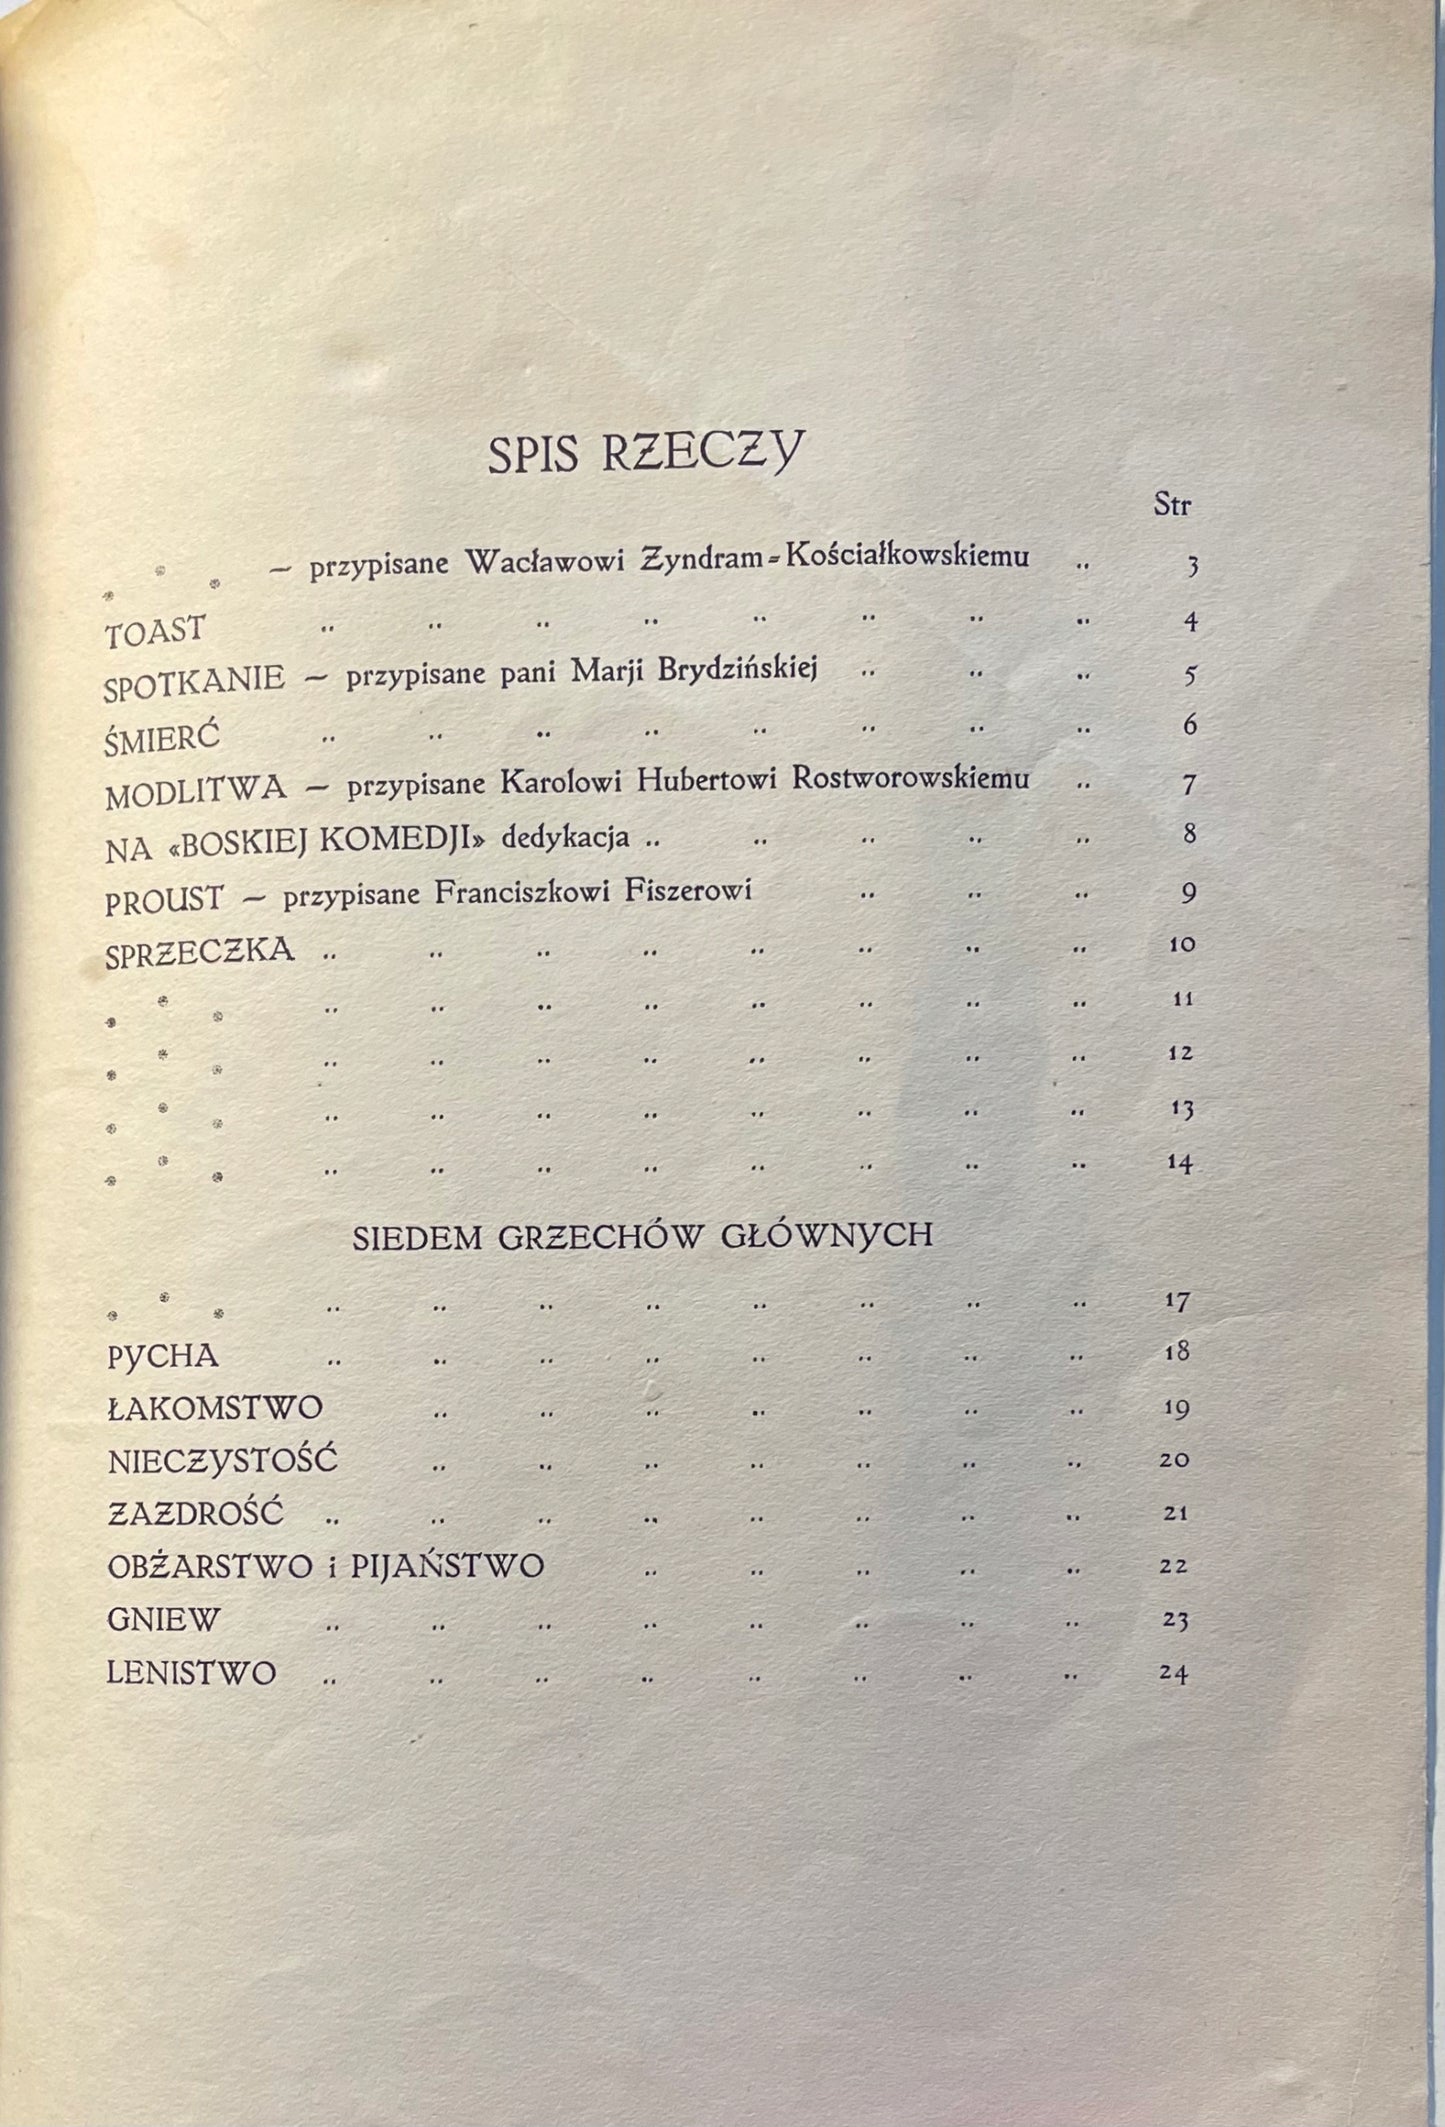 SPIS RZECZY
Str
* * * – przypisane Wacławowi Zyndram-Kościałkowskiemu .. 3
TOAST .. .. .. .. .. .. .. .. 4
SPOTKANIE – przypisane pani Marji Brydzińskiej .. .. .. 5
ŚMIERĆ .. .. .. .. .. .. .. .. 6
MODLITWA – przypisane Karolowi Hubertowi Rostworowskiemu .. 7
NA «BOSKIEJ KOMEDJI» dedykacja .. .. .. .. .. 8
PROUST – przypisane Franciszkowi Fiszerowi .. .. .. 9
SPRZECZKA .. .. .. .. .. .. .. .. 10
* * * .. .. .. .. .. .. .. .. 11
* * * .. .. .. .. .. .. .. .. 12
* * * .. .. .. .. .. .. .. .. 13
* * * .. .. .. .. .. .. .. .. 14
SIEDEM GRZECHÓW GŁÓWNYCH
* * * .. .. .. .. .. .. .. .. 17
PYCHA .. .. .. .. .. .. .. .. 18
ŁAKOMSTWO .. .. .. .. .. .. .. 19
NIECZYSTOŚĆ .. .. .. .. .. .. .. 20
ZAZDROŚĆ .. .. .. .. .. .. .. .. 21
OBŻARSTWO i PIJAŃSTWO .. .. .. .. .. 22
GNIEW .. .. .. .. .. .. .. .. 23
LENISTWO .. .. .. .. .. .. .. .. 24